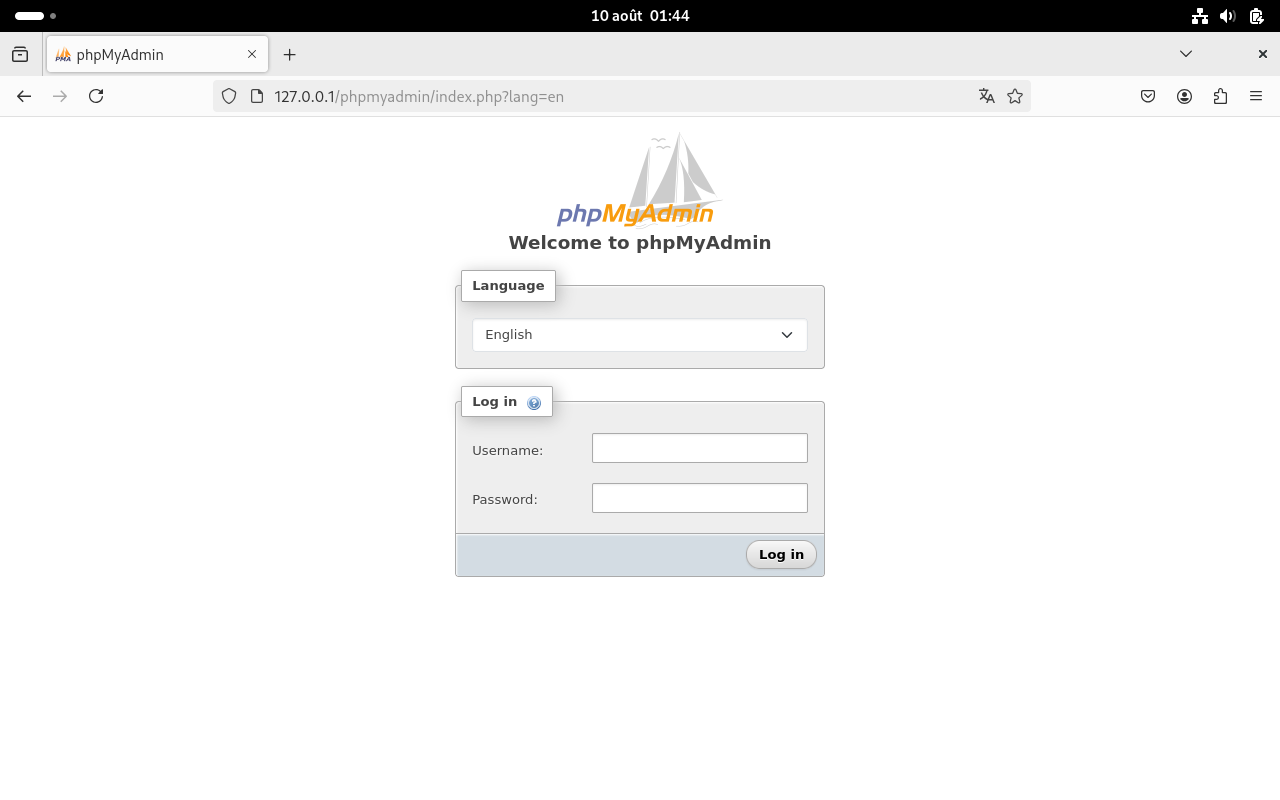 10 août 01:44
phpMyAdmin
127.0.0.1/phpmyadmin/index.php?lang=en
phpMyAdmin
Welcome to phpMyAdmin
Language
English
Log in
Username:
Password:
Log in